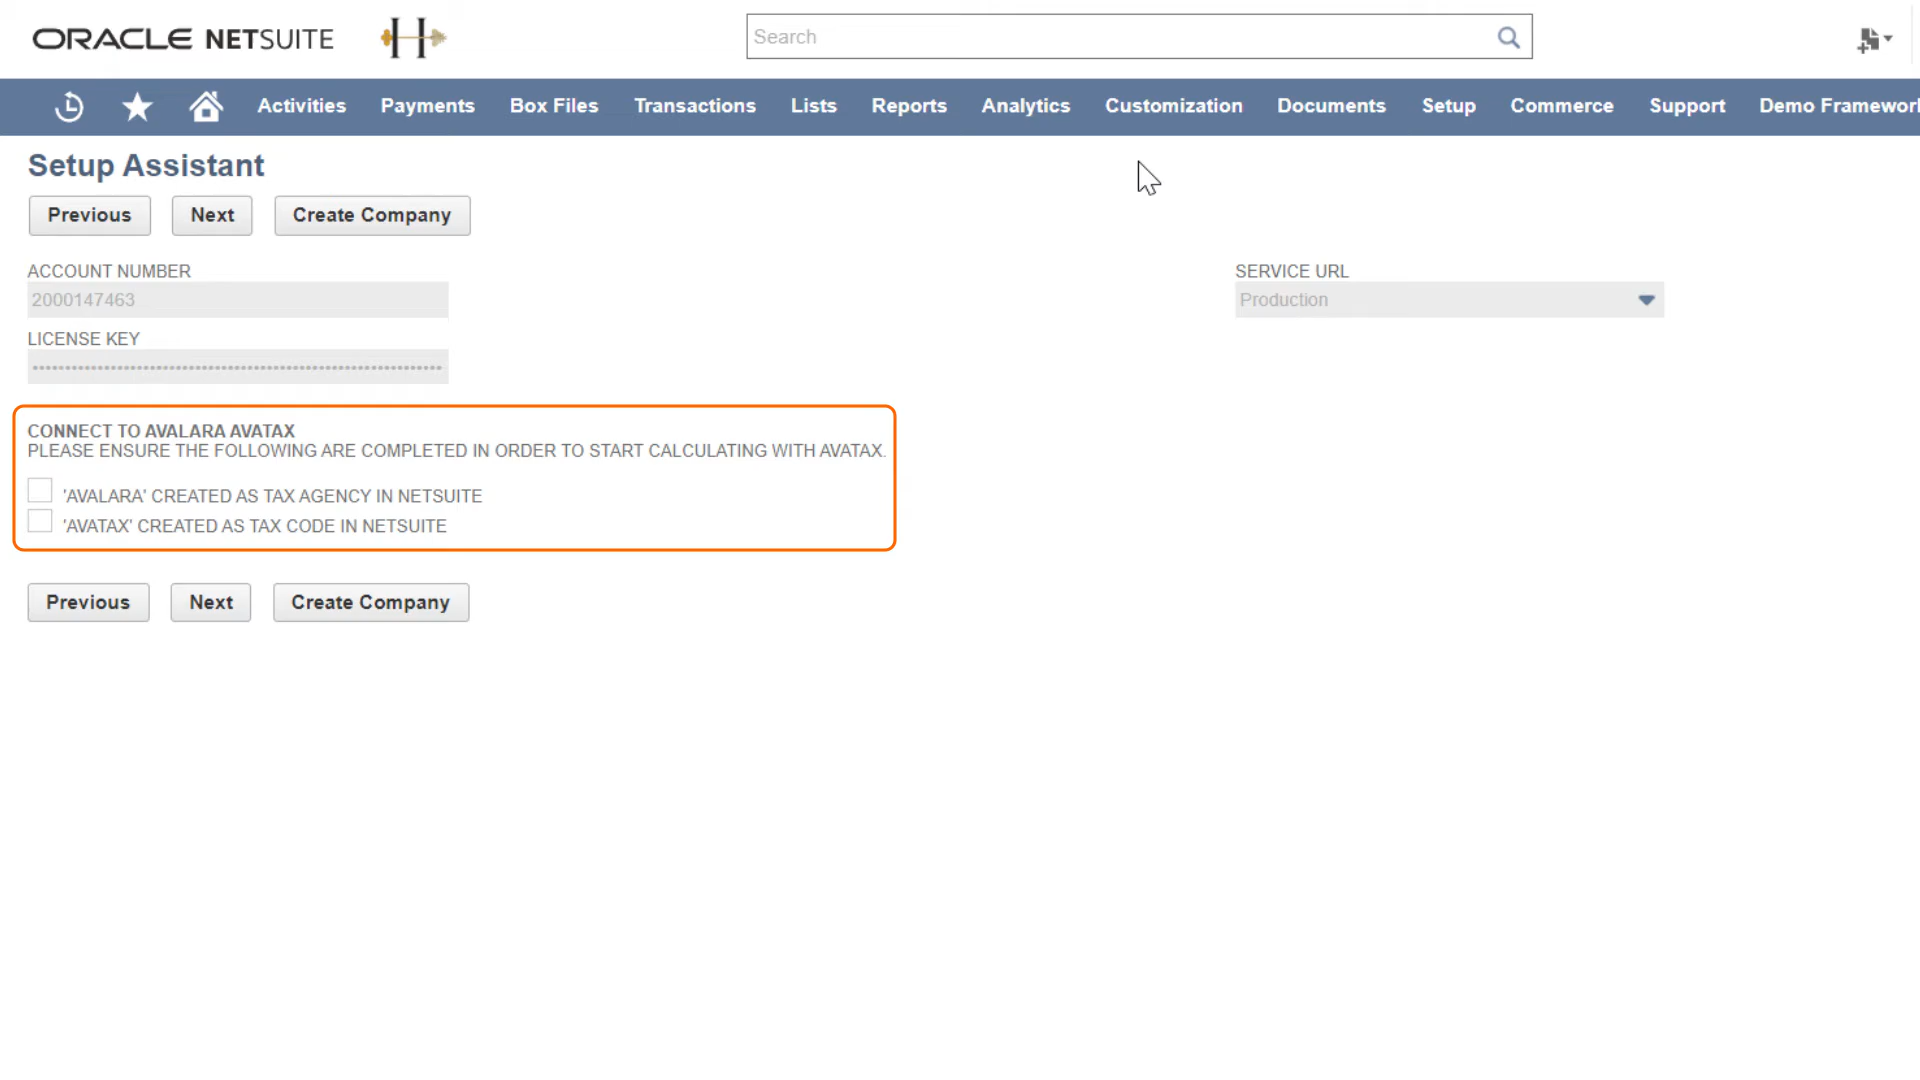 ORACLE NETSUITE H Search
Activities Payments Box Files Transactions Lists Reports Analytics Customization Documents Setup Commerce Support Demo Framewor
Setup Assistant
Previous Next Create Company
ACCOUNT NUMBER SERVICE URL
2000147463 Production
LICENSE KEY
CONNECT TO AVALARA AVATAX
PLEASE ENSURE THE FOLLOWING ARE COMPLETED IN ORDER TO START CALCULATING WITH AVATAX.
'AVALARA' CREATED AS TAX AGENCY IN NETSUITE
'AVATAX' CREATED AS TAX CODE IN NETSUITE
Previous Next Create Company